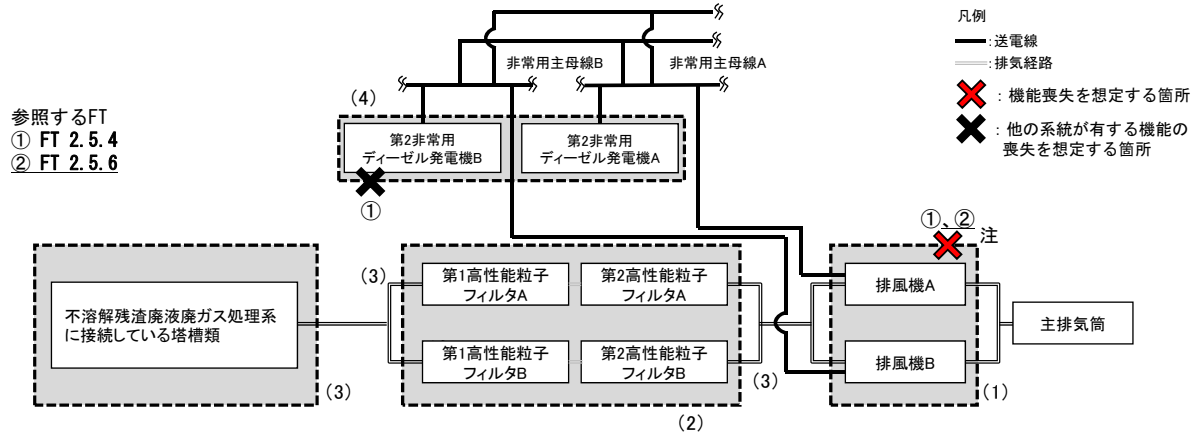 凡例
:送電線
:排気経路
: 機能喪失を想定する箇所
: 他の系統が有する機能の
喪失を想定する箇所
非常用主母線B
非常用主母線A
参照するFT
① FT 2.5.4
② FT 2.5.6
(4)
第2非常用
ディーゼル発電機B
第2非常用
ディーゼル発電機A
①
①、②
注
不溶解残渣廃液廃ガス処理系
に接続している塔槽類
(3)
(3)
第1高性能粒子
フィルタA
第2高性能粒子
フィルタA
第1高性能粒子
フィルタB
第2高性能粒子
フィルタB
(3)
(2)
排風機A
排風機B
(1)
主排気筒